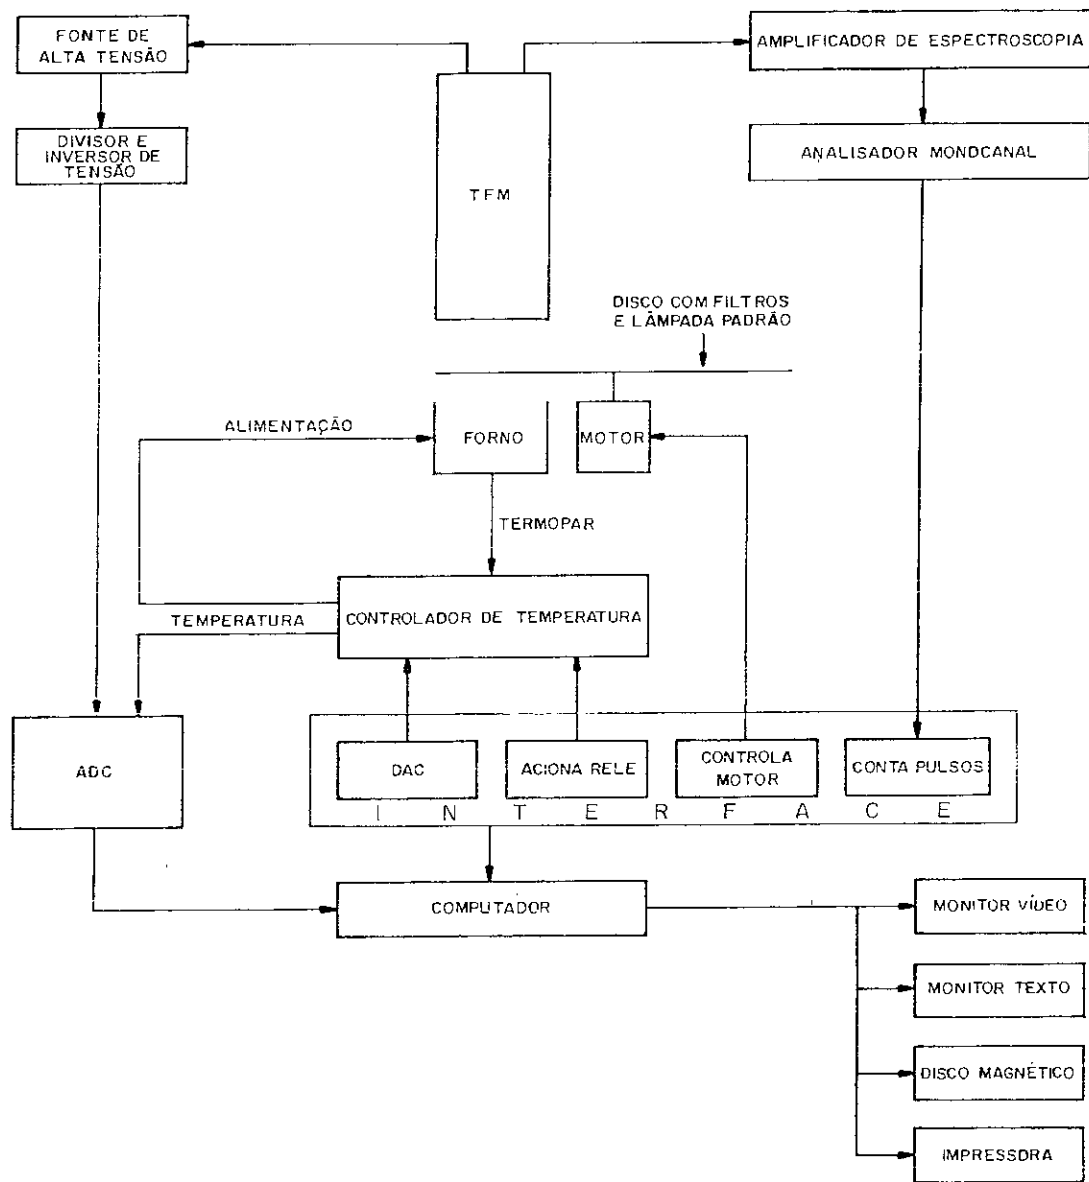 FONTE DE
ALTA TENSÃO
AMPLIFICADOR DE ESPECTROSCOPIA
DIVISOR E
INVERSOR DE
TENSÃO
ANALISADOR MONOCANAL
TFM
DISCO COM FILTROS
E LÂMPADA PADRÃO
ALIMENTAÇÃO
FORNO
MOTOR
TERMOPAR
TEMPERATURA
CONTROLADOR DE TEMPERATURA
ADC
DAC
ACIONA RELE
CONTROLA
MOTOR
CONTA PULSOS
INTERFACE
COMPUTADOR
MONITOR VÍDEO
MONITOR TEXTO
DISCO MAGNÉTICO
IMPRESSORA